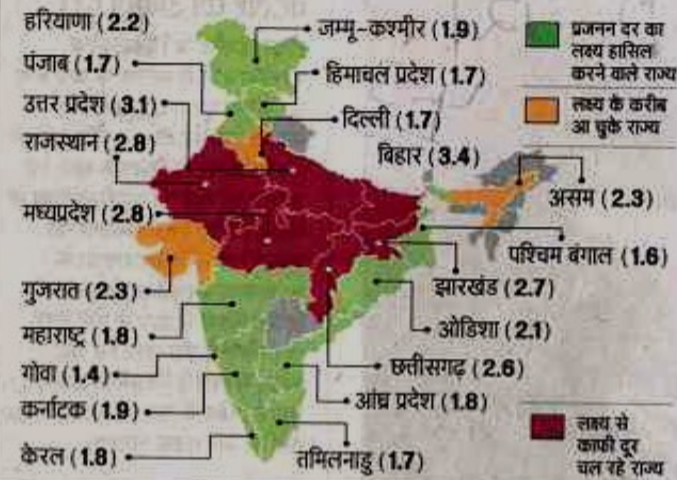 हरियाणा (2.2)
जम्मू-कश्मीर (1.9)
पंजाब (1.7)
हिमाचल प्रदेश (1.7)
उत्तर प्रदेश (3.1)
दिल्ली (1.7)
राजस्थान (2.8)
बिहार (3.4)
असम (2.3)
मध्यप्रदेश (2.8)
पश्चिम बंगाल (1.6)
गुजरात (2.3)
झारखंड (2.7)
महाराष्ट्र (1.8)
ओडिशा (2.1)
गोवा (1.4)
छत्तीसगढ़ (2.6)
कर्नाटक (1.9)
आंध्र प्रदेश (1.8)
केरल (1.8)
तमिलनाडु (1.7)
प्रजनन दर का
लक्ष्य हासिल
करने वाले राज्य
लक्ष्य के करीब
आ चुके राज्य
लक्ष्य से
काफी दूर
चल रहे राज्य